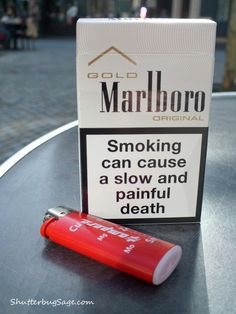 GOLD
Marlboro
ORIGINAL
Smoking
can cause
a slow and
painful
death
ShutterbugSage.com